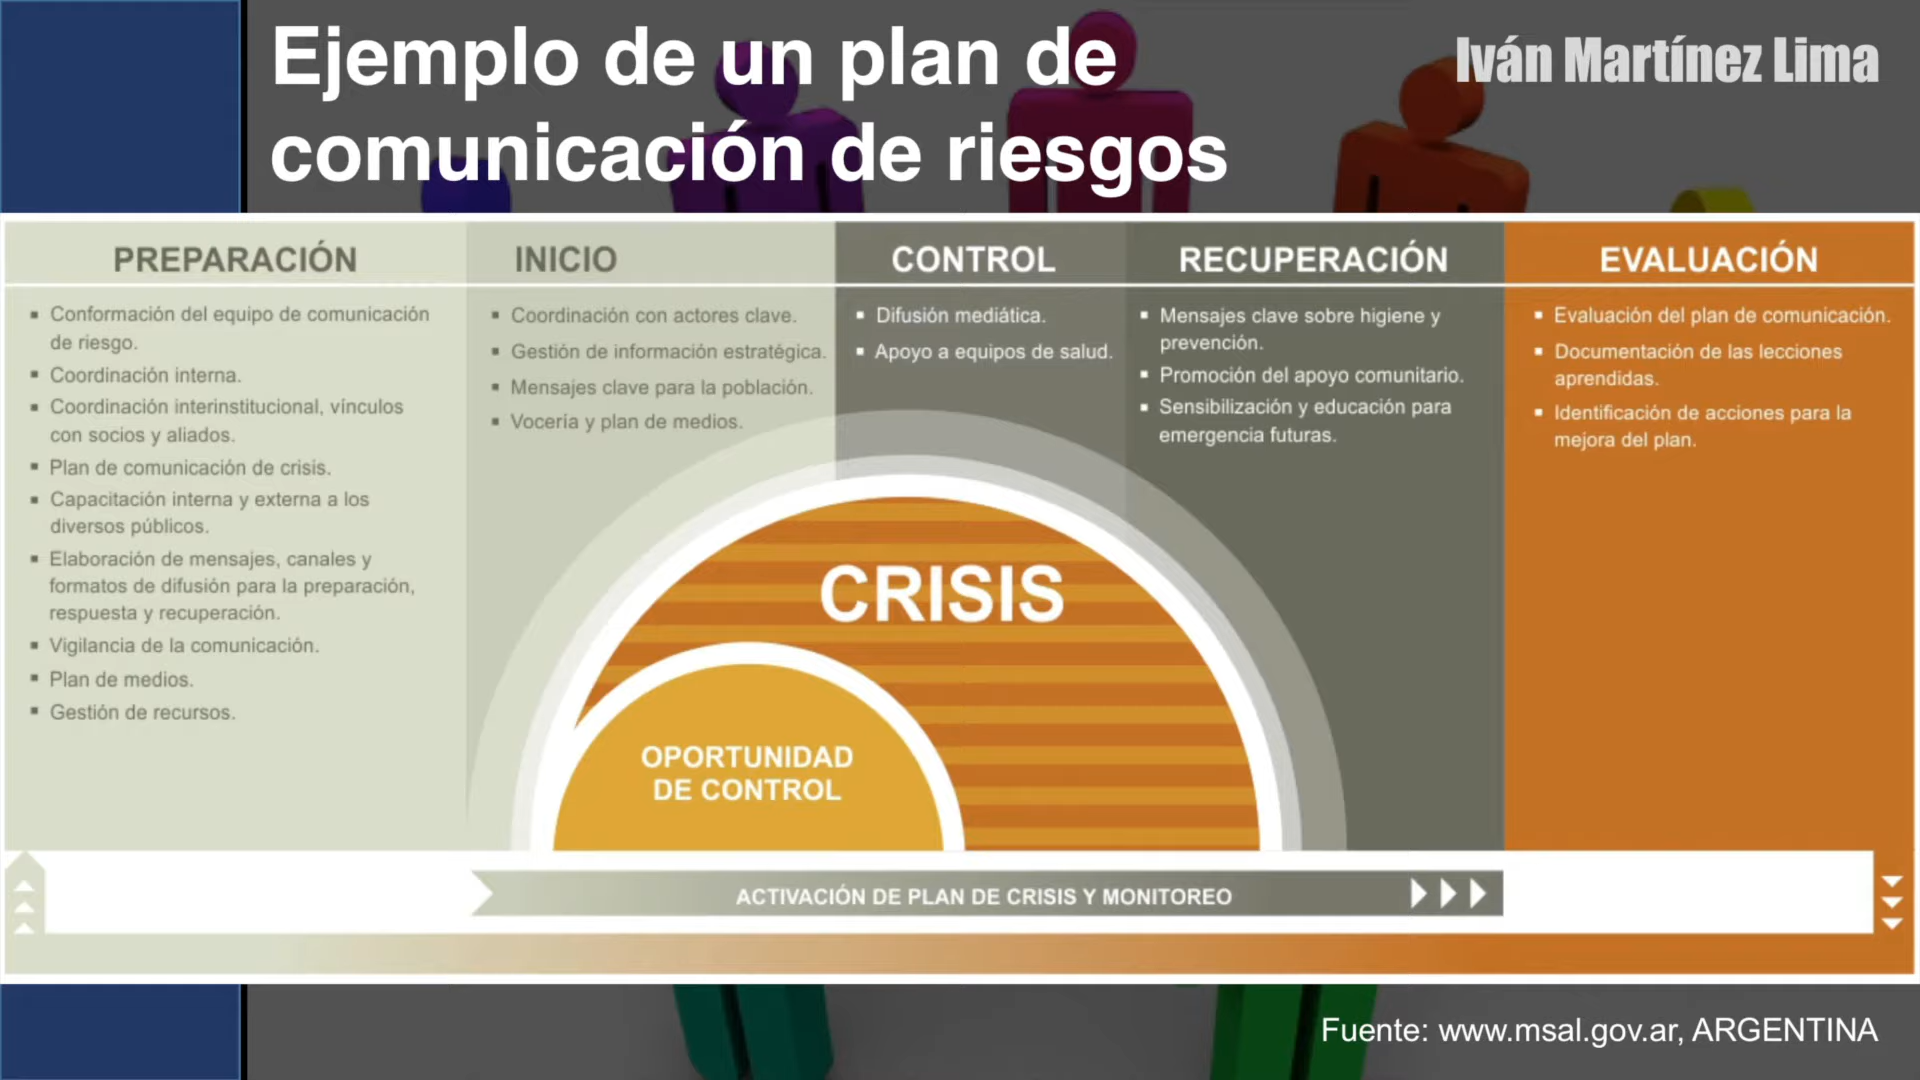 Ejemplo de un plan de
comunicación de riesgos
Iván Martínez Lima
PREPARACIÓN
▪ Conformación del equipo de comunicación
de riesgo.
▪ Coordinación interna.
▪ Coordinación interinstitucional, vínculos
con socios y aliados.
▪ Plan de comunicación de crisis.
▪ Capacitación interna y externa a los
diversos públicos.
▪ Elaboración de mensajes, canales y
formatos de difusión para la preparación,
respuesta y recuperación.
▪ Vigilancia de la comunicación.
▪ Plan de medios.
▪ Gestión de recursos.
INICIO
▪ Coordinación con actores clave.
▪ Gestión de información estratégica.
▪ Mensajes clave para la población.
▪ Vocería y plan de medios.
CONTROL
▪ Difusión mediática.
▪ Apoyo a equipos de salud.
RECUPERACIÓN
▪ Mensajes clave sobre higiene y
prevención.
▪ Promoción del apoyo comunitario.
▪ Sensibilización y educación para
emergencia futuras.
EVALUACIÓN
▪ Evaluación del plan de comunicación.
▪ Documentación de las lecciones
aprendidas.
▪ Identificación de acciones para la
mejora del plan.
CRISIS
OPORTUNIDAD
DE CONTROL
ACTIVACIÓN DE PLAN DE CRISIS Y MONITOREO
Fuente: www.msal.gov.ar, ARGENTINA